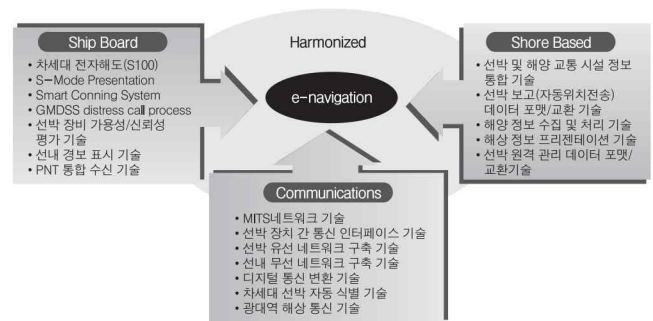 Ship Board
• 차세대 전자해도(S100)
• S-Mode Presentation
• Smart Conning System
• GMDSS distress call process
• 선박 장비 가용성/신뢰성
평가 기술
• 선내 경보 표시 기술
• PNT 통합 수신 기술
Harmonized
e-navigation
Shore Based
• 선박 및 해양 교통 시설 정보
통합 기술
• 선박 보고(자동위치전송)
데이터 포맷/교환 기술
• 해양 정보 수집 및 처리 기술
• 해상 정보 프리젠테이션 기술
• 선박 원격 관리 데이터 포맷/
교환기술
Communications
• MITS네트워크 기술
• 선박 장치 간 통신 인터페이스 기술
• 선박 유선 네트워크 구축 기술
• 선내 무선 네트워크 구축 기술
• 디지털 통신 변환 기술
• 차세대 선박 자동 식별 기술
• 광대역 해상 통신 기술